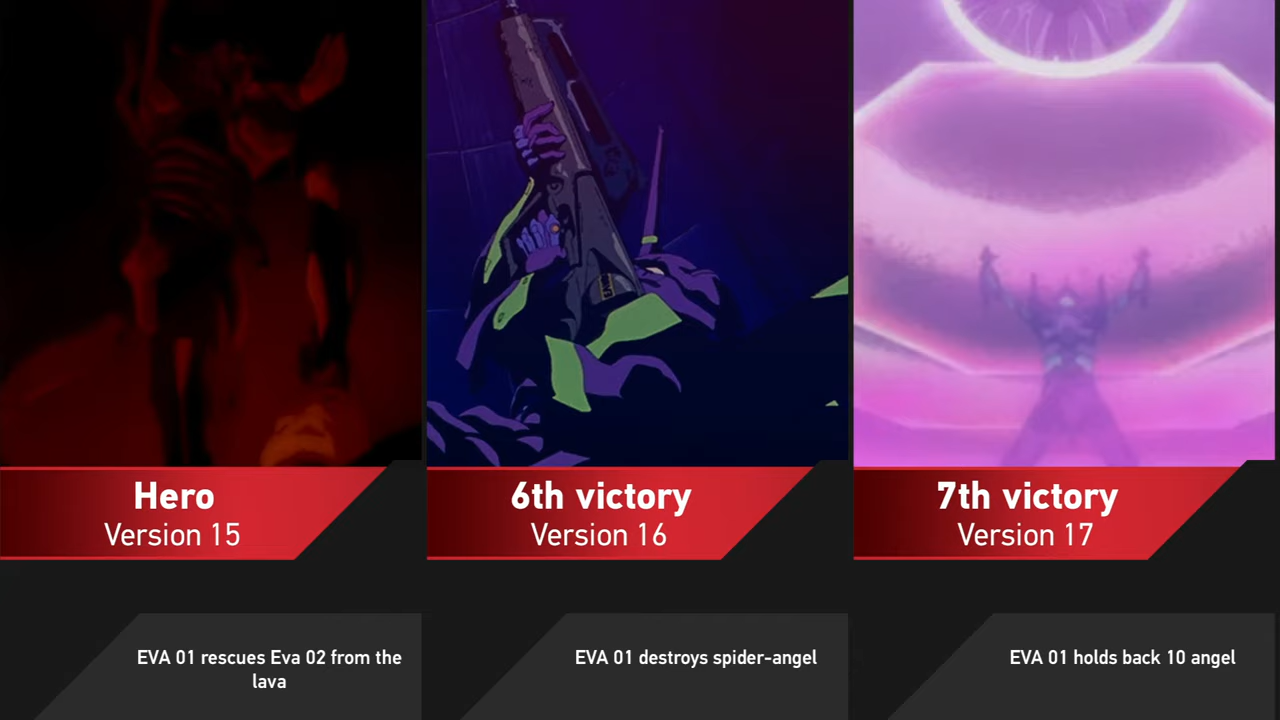 Hero
Version 15
EVA 01 rescues Eva 02 from the
lava
6th victory
Version 16
EVA 01 destroys spider-angel
7th victory
Version 17
EVA 01 holds back 10 angel